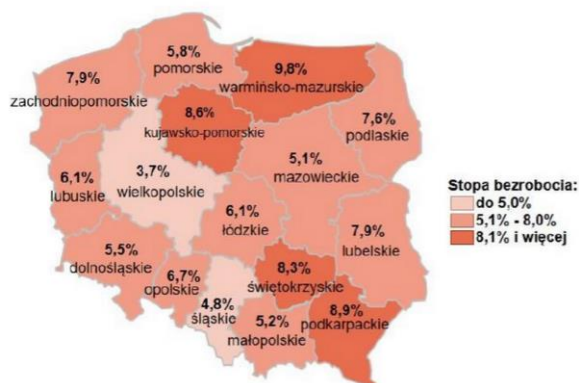 5,8%
pomorskie
9,8%
warmińsko-mazurskie
7,9%
zachodniopomorskie
8,6%
kujawsko-pomorskie
7,6%
podlaskie
6,1%
lubuskie
3,7%
wielkopolskie
5,1%
mazowieckie
6,1%
łódzkie
7,9%
lubelskie
5,5%
dolnośląskie
6,7%
opolskie
4,8%
śląskie
8,3%
świętokrzyskie
5,2%
małopolskie
8,9%
podkarpackie
Stopa bezrobocia:
do 5,0%
5,1% - 8,0%
8,1% i więcej